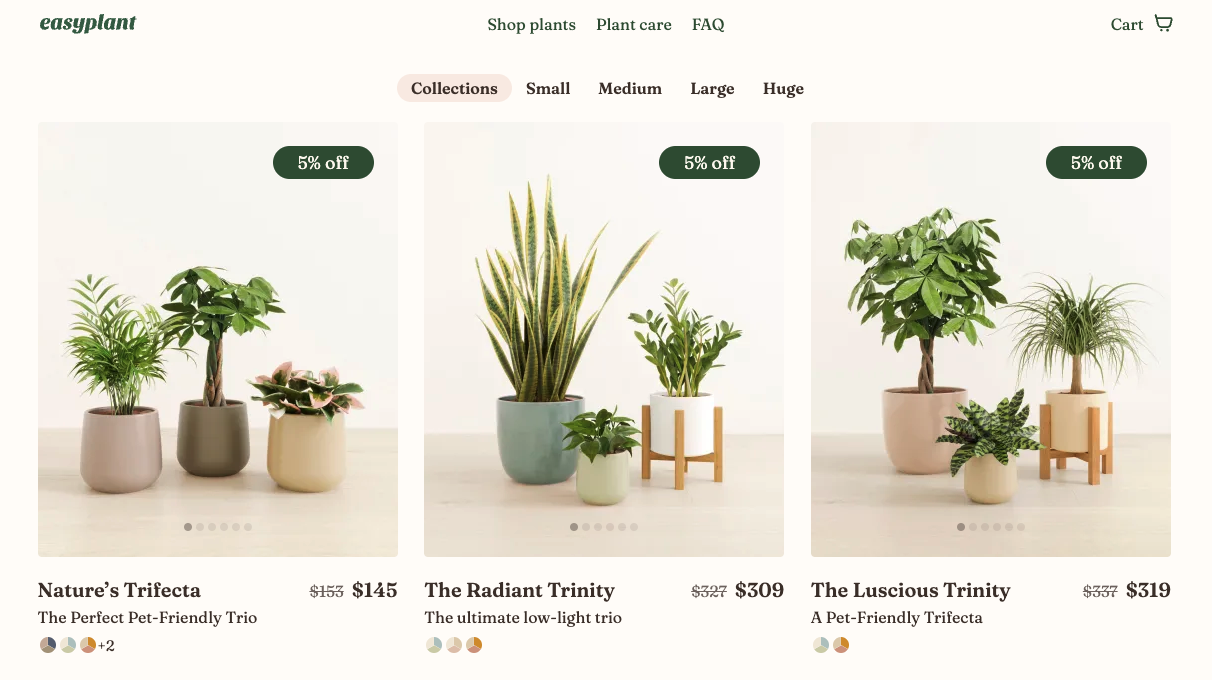 easyplant
Shop plants
Plant care
FAQ
Cart
Collections
Small
Medium
Large
Huge
5% off
5% off
5% off
Nature’s Trifecta
$153 $145
The Perfect Pet-Friendly Trio
+2
The Radiant Trinity
$327 $309
The ultimate low-light trio
The Luscious Trinity
$337 $319
A Pet-Friendly Trifecta